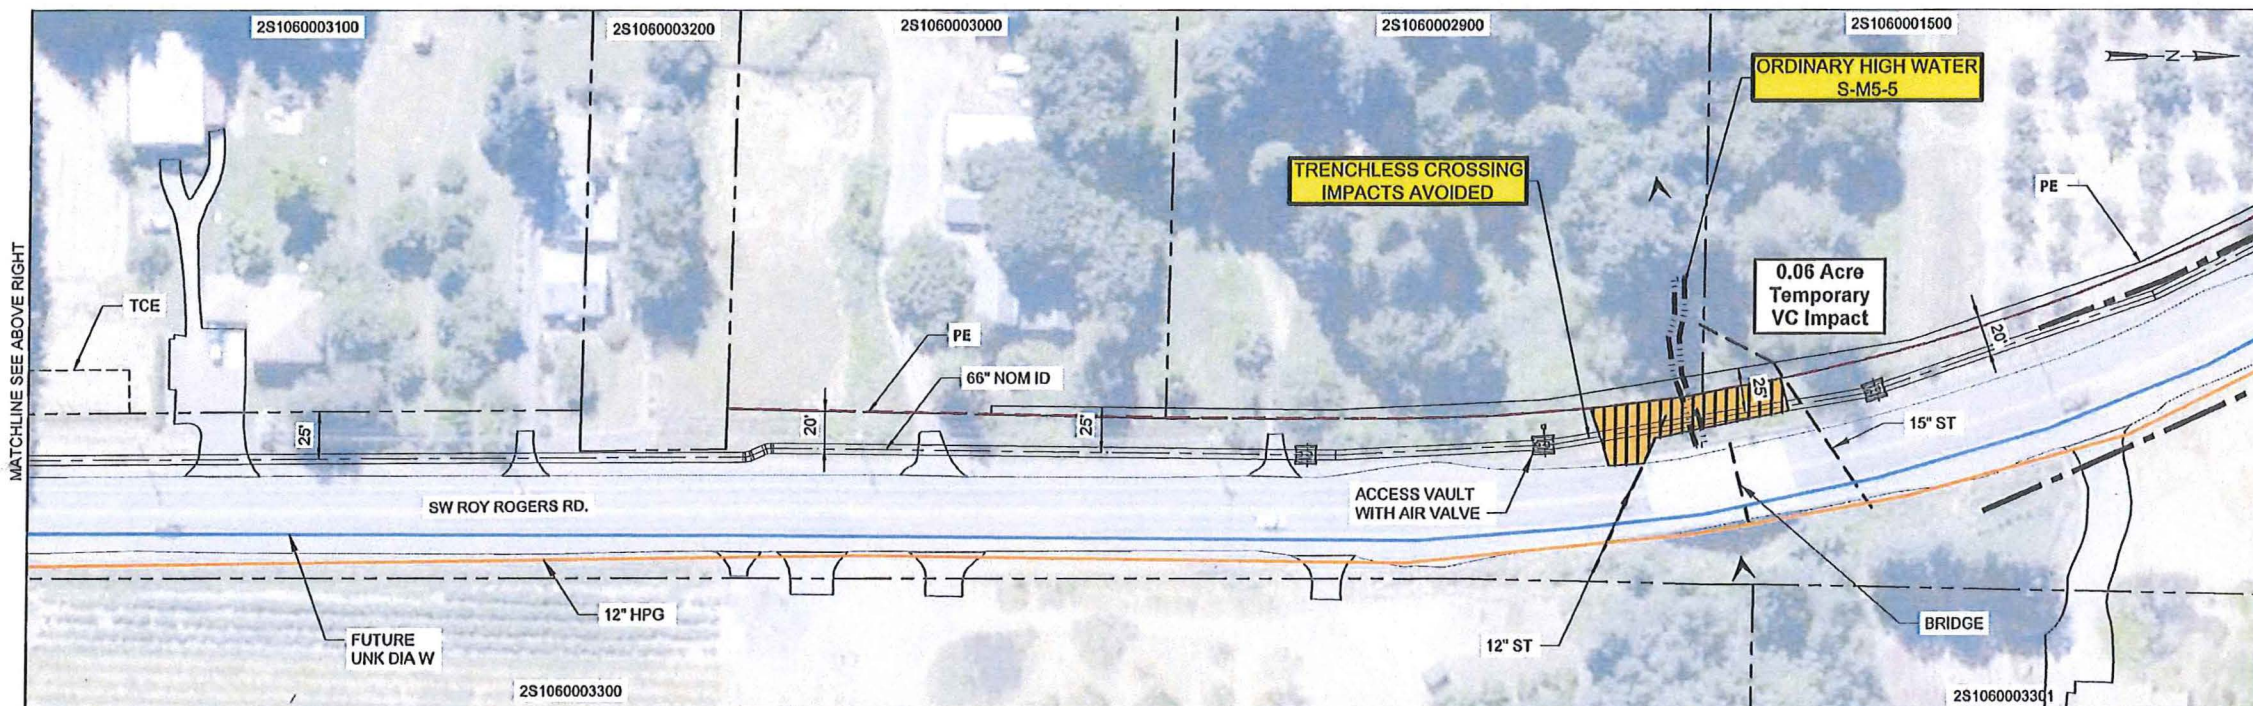 2S1060003100
2S1060003200
2S1060003000
2S1060002900
2S1060001500
N
ORDINARY HIGH WATER
S-M5-5
TRENCHLESS CROSSING
IMPACTS AVOIDED
PE
0.06 Acre
Temporary
VC Impact
MATCHLINE SEE ABOVE RIGHT
TCE
PE
66" NOM ID
25'
20'
25'
25'
20'
15" ST
ACCESS VAULT
WITH AIR VALVE
SW ROY ROGERS RD.
12" HPG
FUTURE
UNK DIA W
12" ST
BRIDGE
2S1060003300
2S1060003301